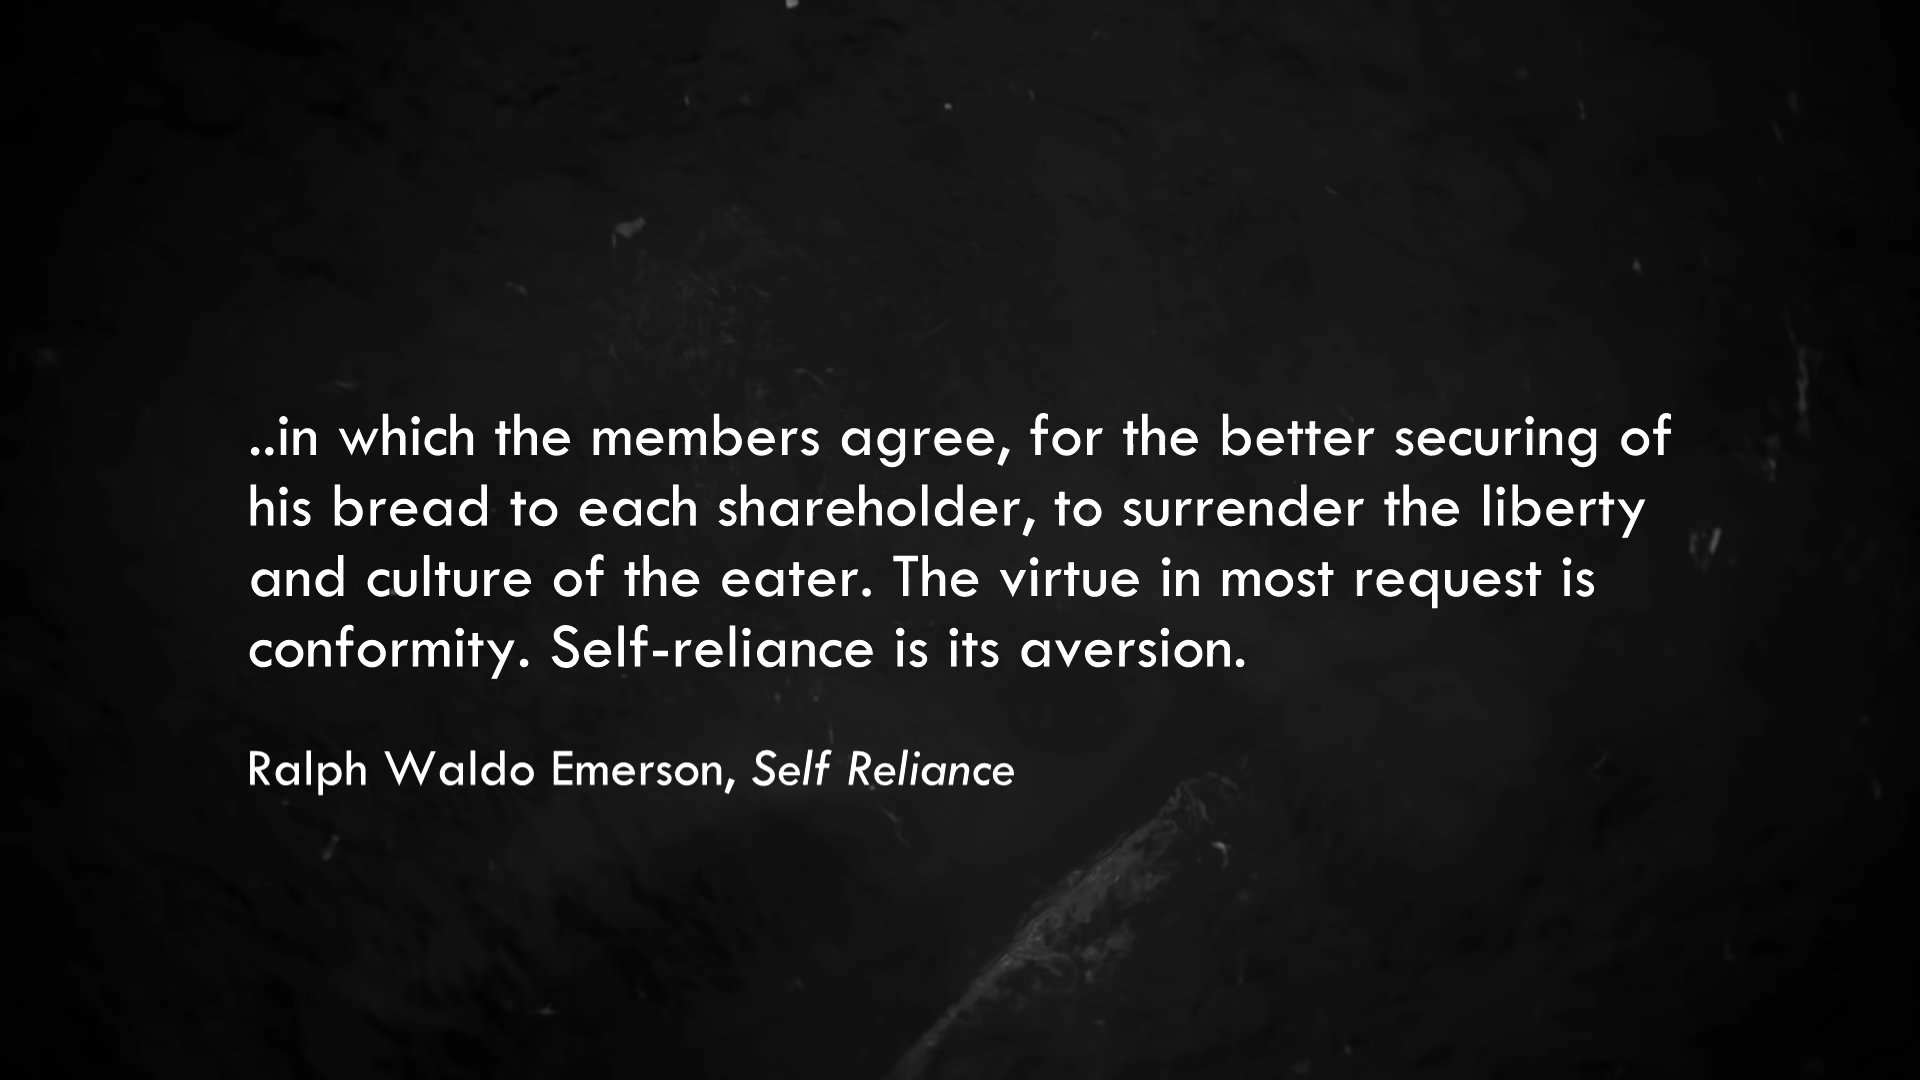 ..in which the members agree, for the better securing of
his bread to each shareholder, to surrender the liberty
and culture of the eater. The virtue in most request is
conformity. Self-reliance is its aversion.
Ralph Waldo Emerson, Self Reliance